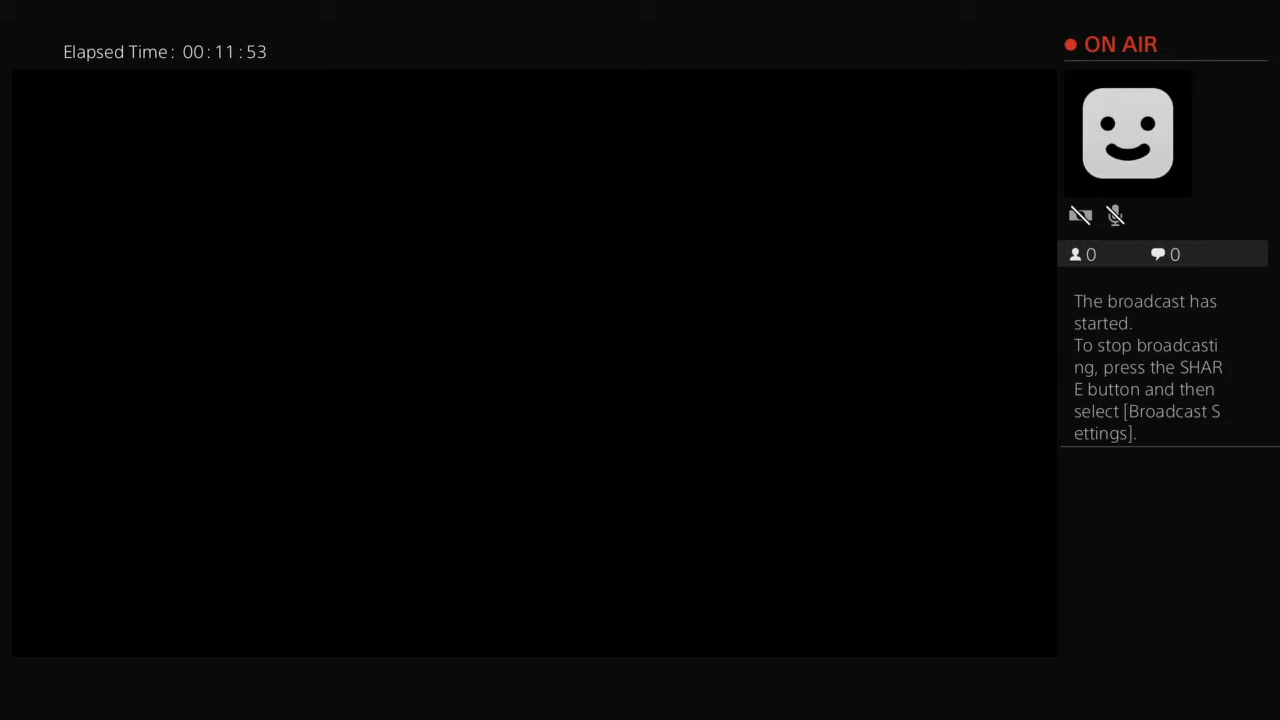 Elapsed Time: 00:11:53
ON AIR
0
0
The broadcast has
started.
To stop broadcasti
ng, press the SHAR
E button and then
select [Broadcast S
ettings].